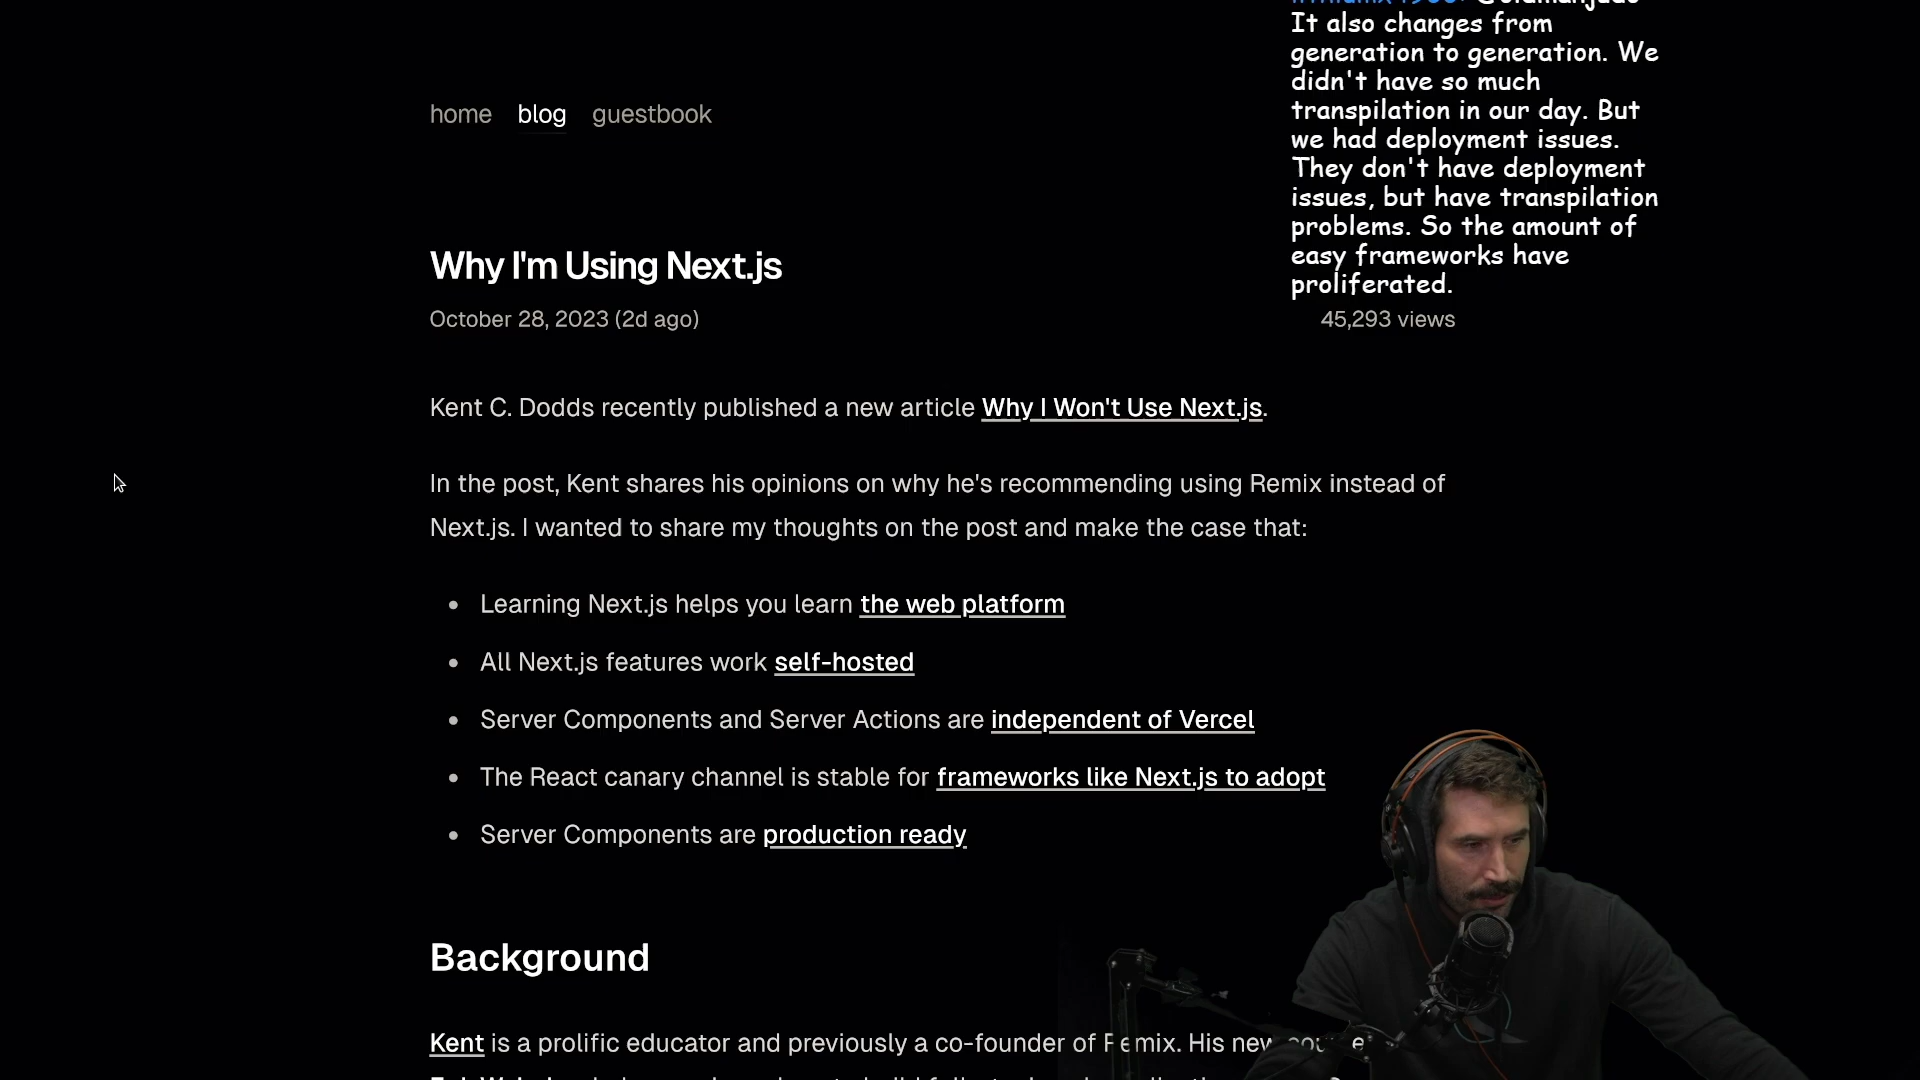 It also changes from
generation to generation. We
didn't have so much
transpilation in our day. But
we had deployment issues.
They don't have deployment
issues, but have transpilation
problems. So the amount of
easy frameworks have
proliferated.
home blog guestbook
Why I'm Using Next.js
October 28, 2023 (2d ago)
45,293 views
Kent C. Dodds recently published a new article Why I Won't Use Next.js.
In the post, Kent shares his opinions on why he's recommending using Remix instead of
Next.js. I wanted to share my thoughts on the post and make the case that:
Learning Next.js helps you learn the web platform
All Next.js features work self-hosted
Server Components and Server Actions are independent of Vercel
The React canary channel is stable for frameworks like Next.js to adopt
Server Components are production ready
Background
Kent is a prolific educator and previously a co-founder of Remix. His new